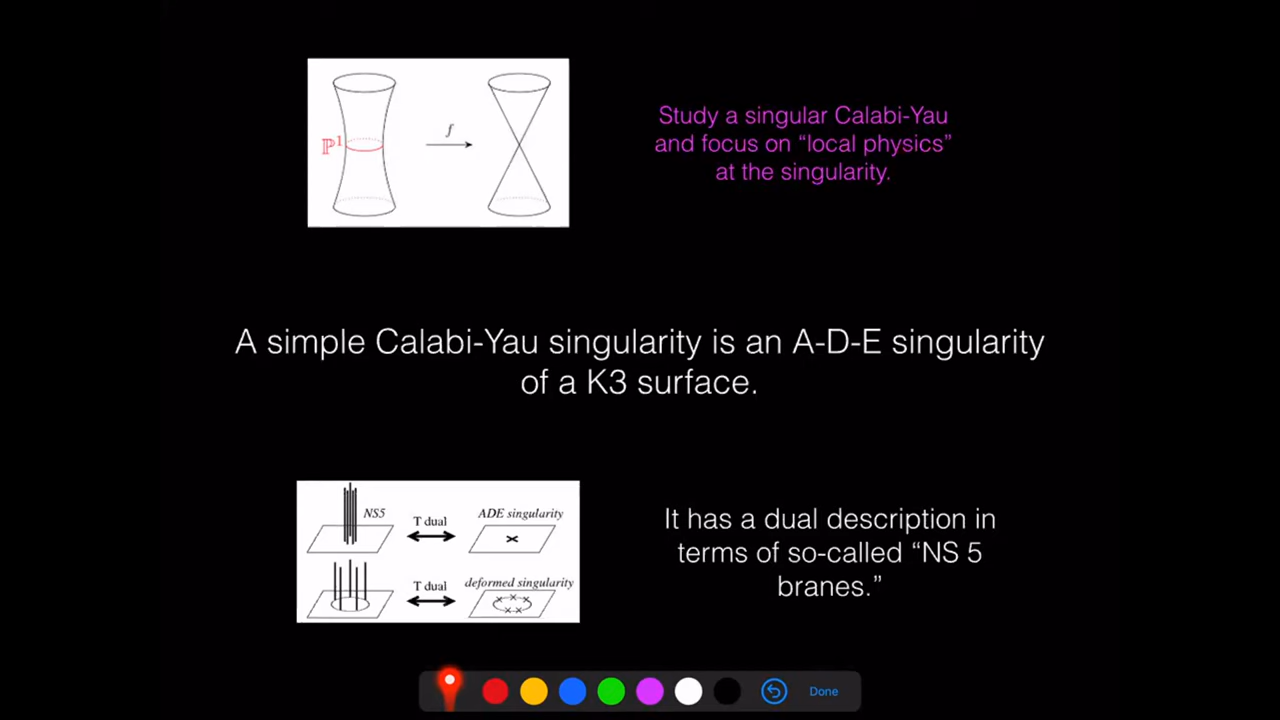 ℙ¹
f
Study a singular Calabi-Yau
and focus on “local physics”
at the singularity.
A simple Calabi-Yau singularity is an A-D-E singularity
of a K3 surface.
NS5
T dual
ADE singularity
T dual
deformed singularity
It has a dual description in
terms of so-called “NS 5
branes.”
Done